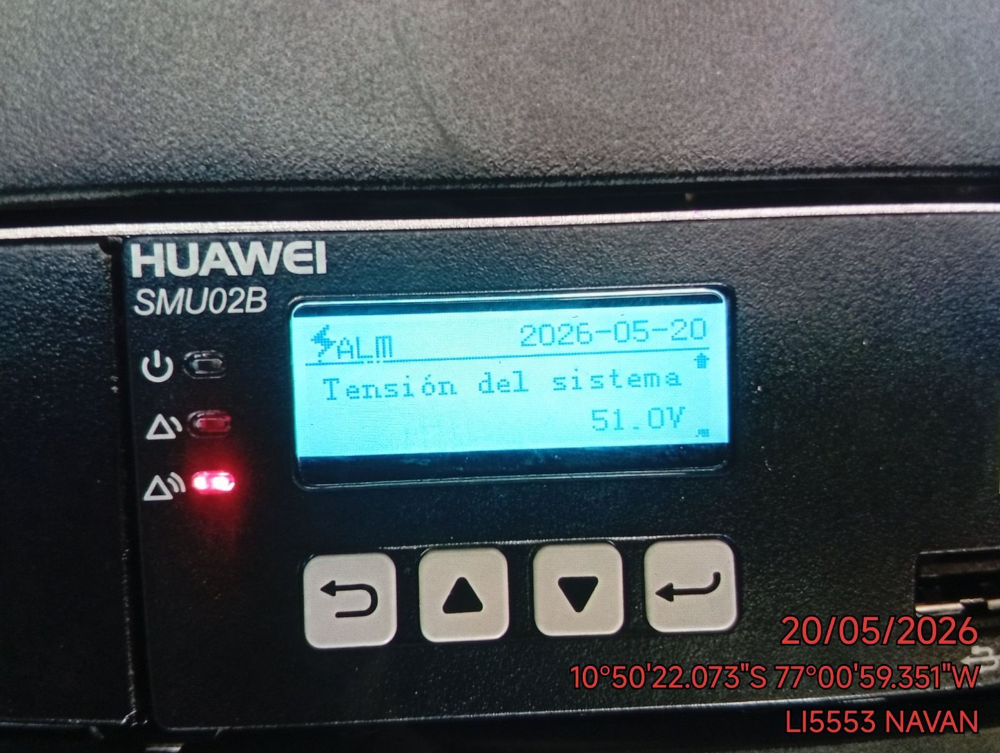 HUAWEI
SMU02B
ALM 2026-05-20
Tensión del sistema
51.0V
20/05/2026
10°50'22.073"S 77°00'59.351"W
LI5553 NAVAN